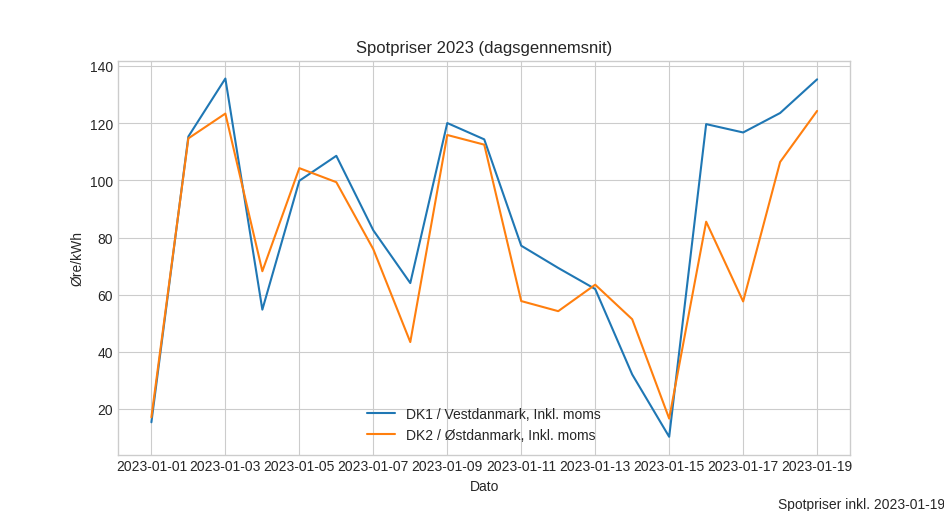 Spotpriser 2023 (dagsgennemsnit)
140
120
100
80
60
40
20
Øre/kWh
DK1 / Vestdanmark, Inkl. moms
DK2 / Østdanmark, Inkl. moms
2023-01-01 2023-01-03 2023-01-05 2023-01-07 2023-01-09 2023-01-11 2023-01-13 2023-01-15 2023-01-17 2023-01-19
Dato
Spotpriser inkl. 2023-01-19